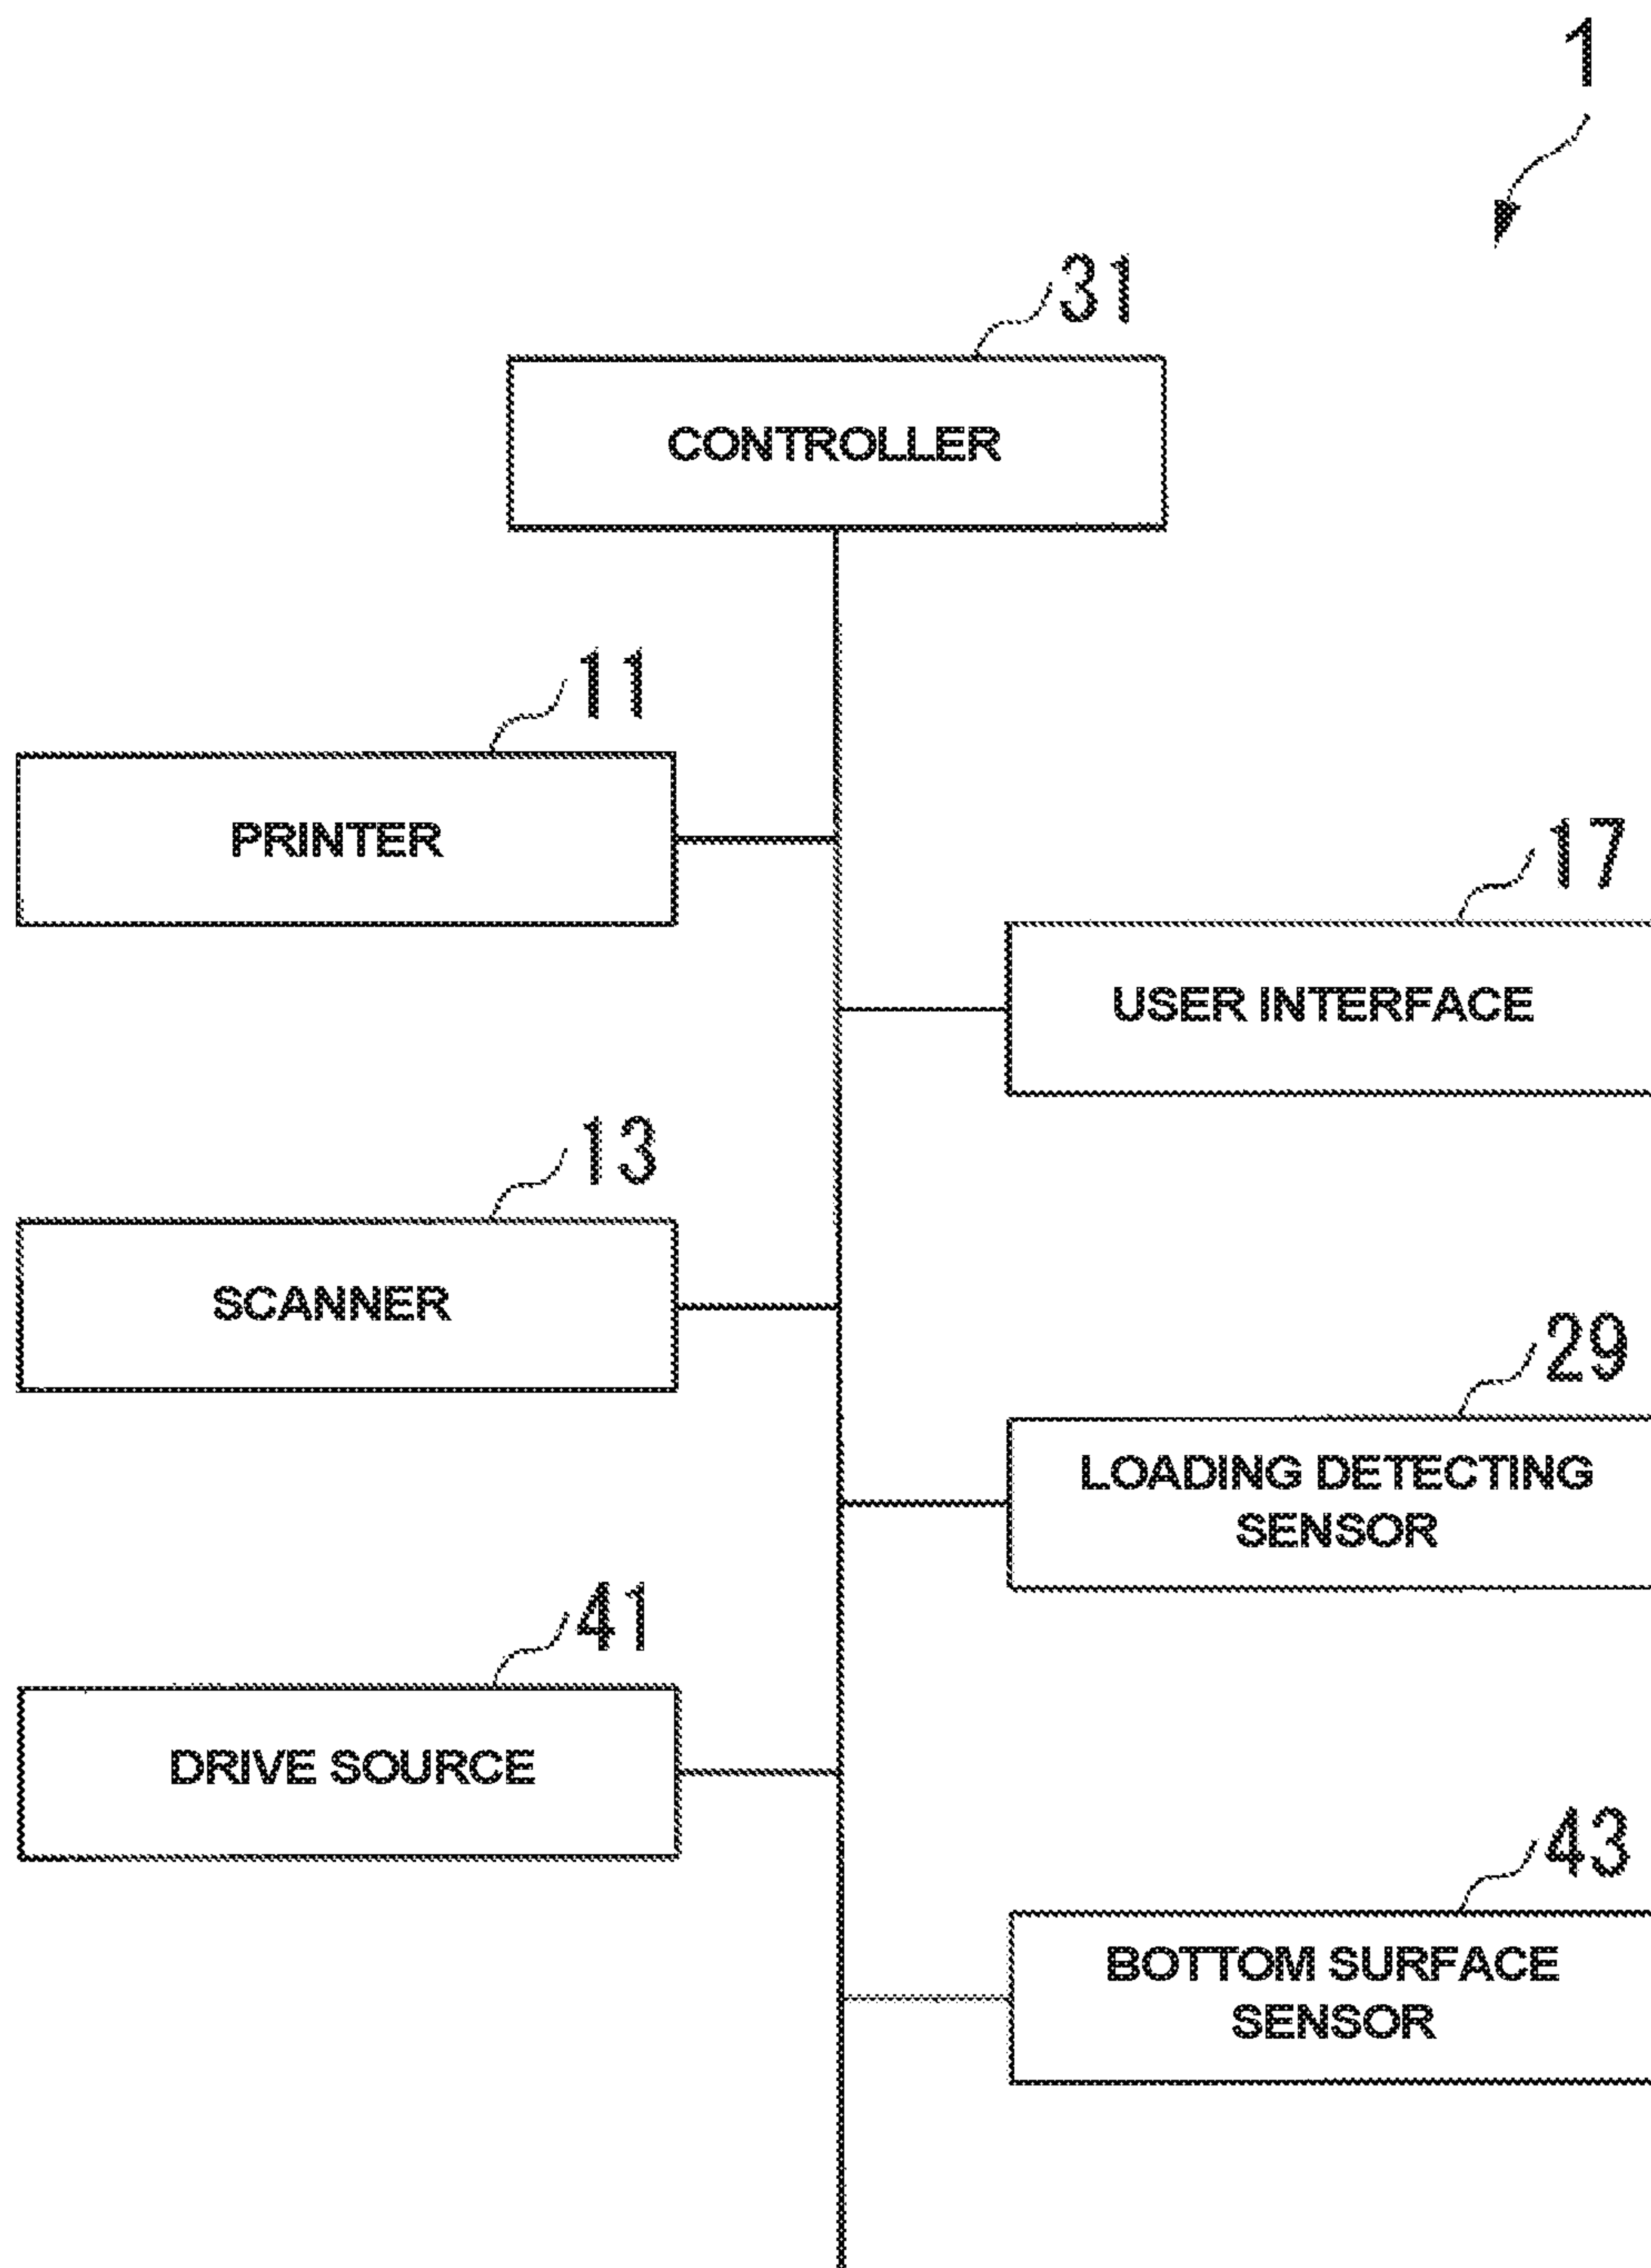 1
31
CONTROLLER
11
PRINTER
17
USER INTERFACE
13
SCANNER
29
LOADING DETECTING
SENSOR
41
DRIVE SOURCE
43
BOTTOM SURFACE
SENSOR